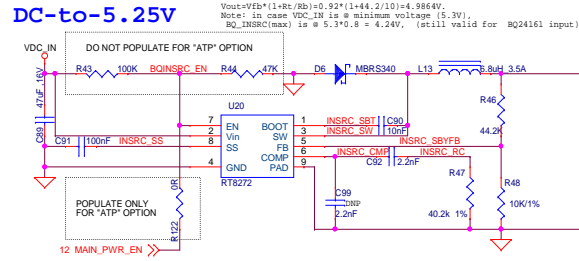 DC-to-5.25V
Vout=Vfb*(1+Rt/Rb)=0.92*(1+44.2/10)=4.9864V.
Note: in case VDC_IN is @ minimum voltage (5.3V),
BQ_INSRC(max) is @ 5.3*0.8 = 4.24V, (still valid for BQ24161 input)
VDC_IN
DO NOT POPULATE FOR "ATP" OPTION
R43 100K BQINSRC_EN R44 47K D6 MBRS340 L13 6.8uH 3.5A
47uF_16V
C89
U20
R46
44.2K
7 EN BOOT 1 INSRC_SBT C90
2 Vin SW 3 INSRC_SW 10nF
C91 100nF INSRC_SS 8 SS FB 5 INSRC_SBYFB
COMP 6 INSRC_CMP INSRC_RC
4 GND PAD 9 C92 2.2nF
RT8272
R47
40.2k 1%
R48
10K/1%
C99
DNP
2.2nF
0R
R122
POPULATE ONLY
FOR "ATP" OPTION
12 MAIN_PWR_EN